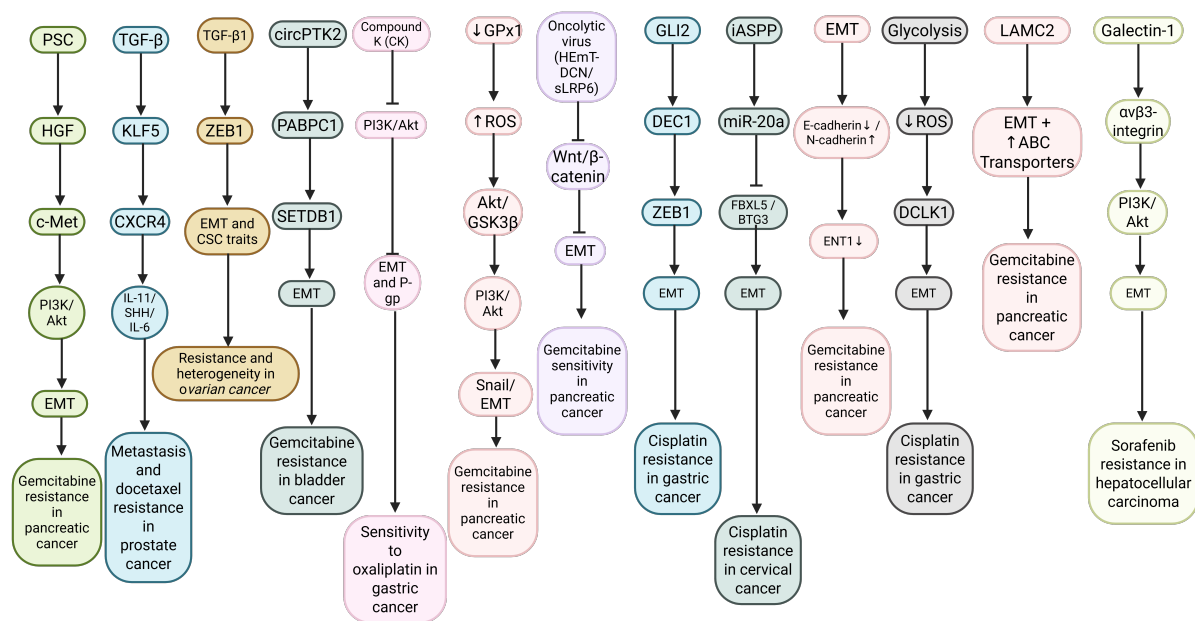 PSC
HGF
c-Met
PI3K/
Akt
EMT
Gemcitabine
resistance
in
pancreatic
cancer
TGF-β
KLF5
CXCR4
IL-11/
SHH/
IL-6
Metastasis
and
docetaxel
resistance
in
prostate
cancer
TGF-β1
ZEB1
EMT and
CSC traits
Resistance and
heterogeneity in
ovarian cancer
circPTK2
PABPC1
SETDB1
EMT
Gemcitabine
resistance
in bladder
cancer
Compound
K (CK)
PI3K/Akt
EMT
and P-
gp
Sensitivity
to
oxaliplatin in
gastric
cancer
↓GPx1
↑ROS
Akt/
GSK3β
PI3K/
Akt
Snail/
EMT
Gemcitabine
resistance
in
pancreatic
cancer
Oncolytic
virus
(HEmT-
DCN/
sLRP6)
Wnt/β-
catenin
EMT
Gemcitabine
sensitivity
in
pancreatic
cancer
GLI2
DEC1
ZEB1
EMT
Cisplatin
resistance
in gastric
cancer
iASPP
miR-20a
FBXL5 /
BTG3
EMT
Cisplatin
resistance
in cervical
cancer
EMT
E-cadherin↓ /
N-cadherin↑
ENT1↓
Gemcitabine
resistance
in
pancreatic
cancer
Glycolysis
↓ROS
DCLK1
EMT
Cisplatin
resistance
in gastric
cancer
LAMC2
EMT +
↑ABC
Transporters
Gemcitabine
resistance
in
pancreatic
cancer
Galectin-1
αvβ3-
integrin
PI3K/
Akt
EMT
Sorafenib
resistance in
hepatocellular
carcinoma